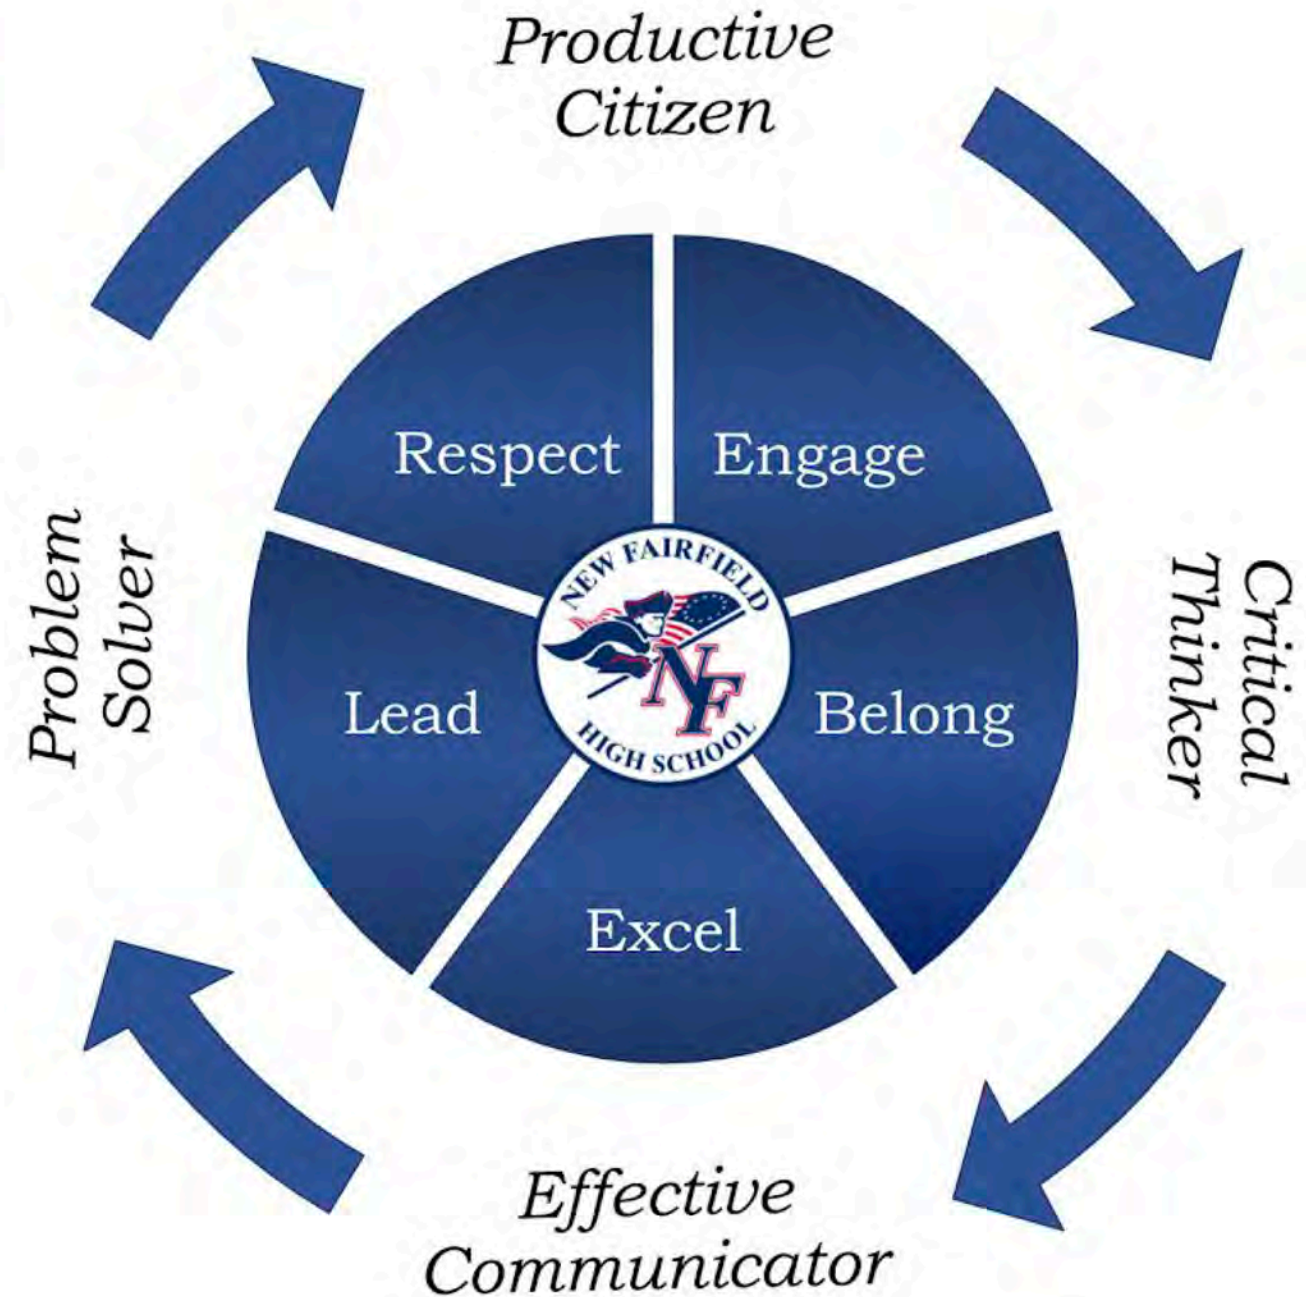 Productive
Citizen
Respect
Engage
NEW FAIRFIELD
NF
HIGH SCHOOL
Lead
Belong
Excel
Problem
Solver
Critical
Thinker
Effective
Communicator